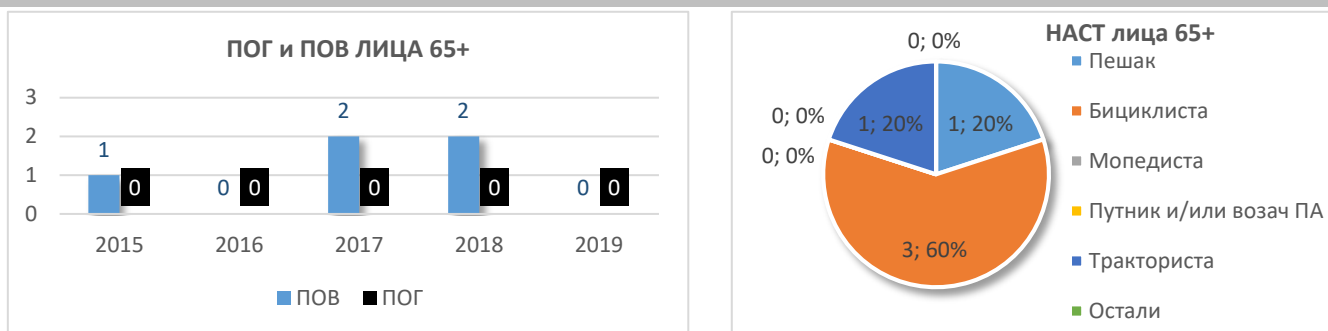 ПОГ и ПОВ ЛИЦА 65+
3
2
1
0
1
0
2
2
0
0
0
0
0
0
2015
2016
2017
2018
2019
ПОВ
ПОГ
НАСТ лица 65+
0; 0%
1; 20%
1; 20%
0; 0%
0; 0%
3; 60%
Пешак
Бициклиста
Мопедиста
Путник и/или возач ПА
Тракториста
Остали